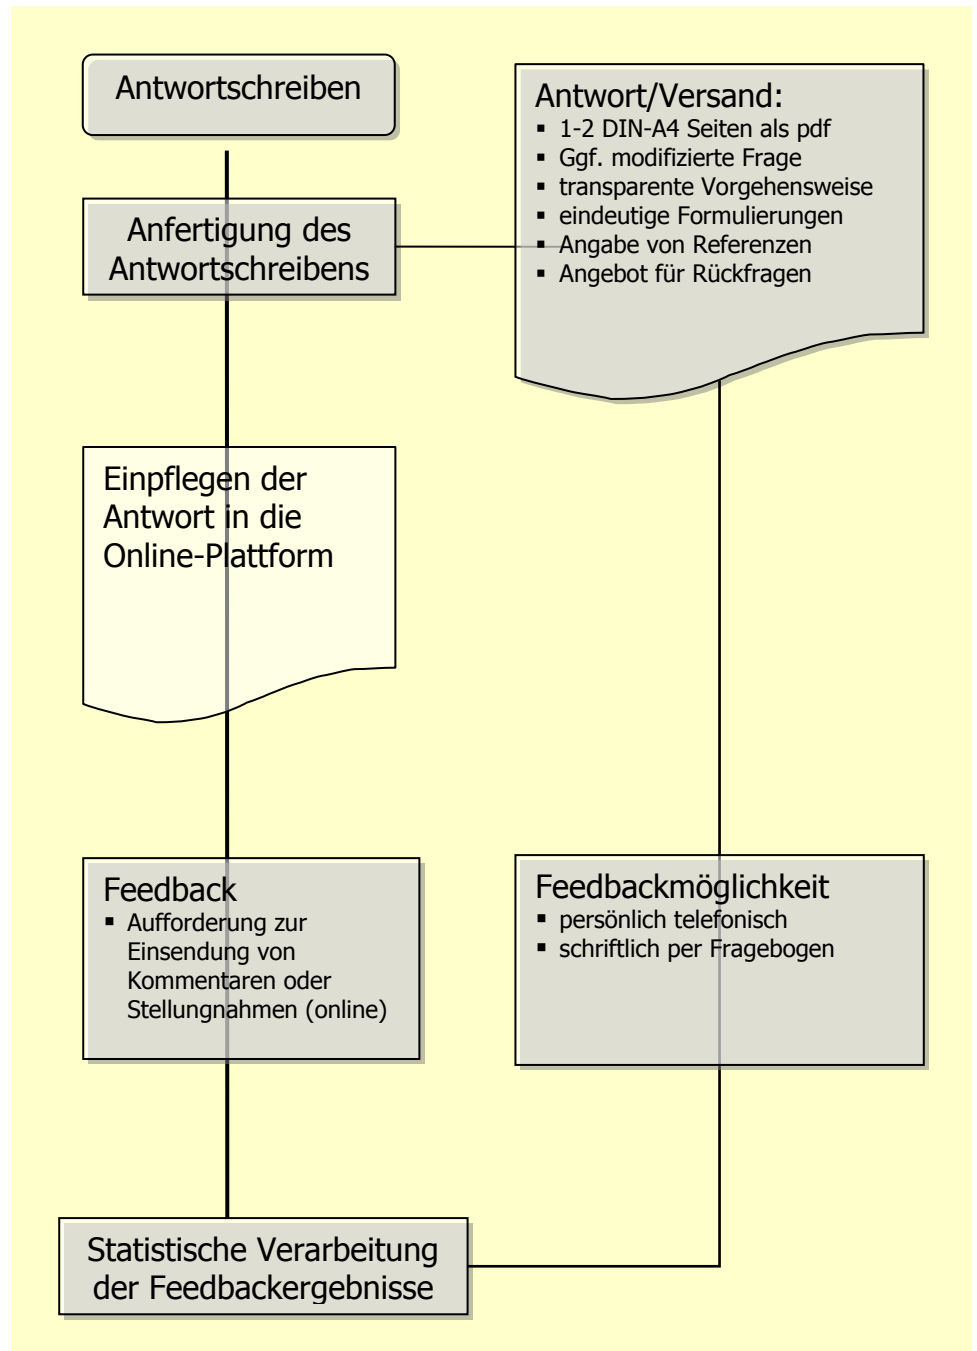 Antwortschreiben
Antwort/Versand:
▪ 1-2 DIN-A4 Seiten als pdf
▪ Ggf. modifizierte Frage
▪ transparente Vorgehensweise
▪ eindeutige Formulierungen
▪ Angabe von Referenzen
▪ Angebot für Rückfragen
Anfertigung des
Antwortschreibens
Einpflegen der
Antwort in die
Online-Plattform
Feedback
▪ Aufforderung zur
Einsendung von
Kommentaren oder
Stellungnahmen (online)
Feedbackmöglichkeit
▪ persönlich telefonisch
▪ schriftlich per Fragebogen
Statistische Verarbeitung
der Feedbackergebnisse